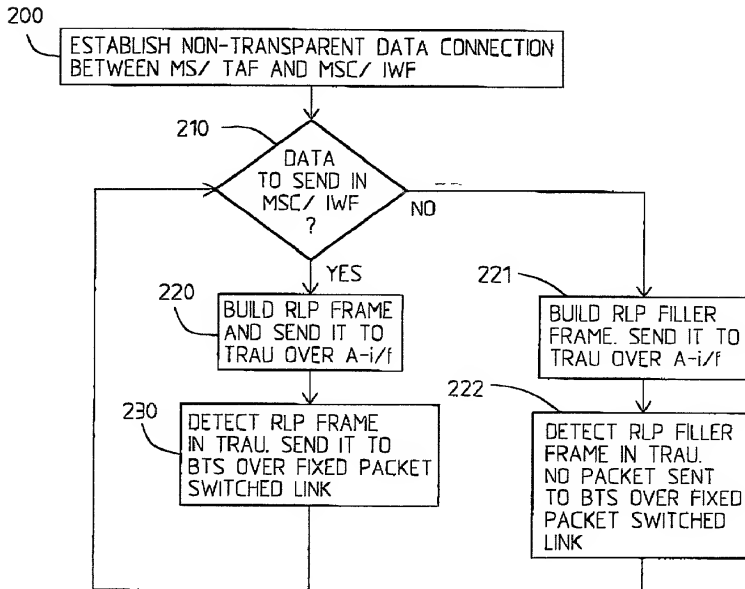 200
ESTABLISH NON-TRANSPARENT DATA CONNECTION
BETWEEN MS/ TAF AND MSC/ IWF
210
DATA
TO SEND IN
MSC/ IWF
?
NO
YES
220
BUILD RLP FRAME
AND SEND IT TO
TRAU OVER A-i/f
221
BUILD RLP FILLER
FRAME. SEND IT TO
TRAU OVER A-i/f
230
DETECT RLP FRAME
IN TRAU. SEND IT TO
BTS OVER FIXED PACKET
SWITCHED LINK
222
DETECT RLP FILLER
FRAME IN TRAU.
NO PACKET SENT
TO BTS OVER FIXED
PACKET SWITCHED
LINK